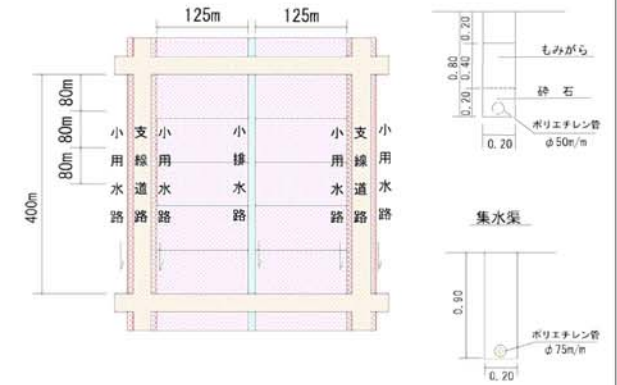 125m
125m
400m
80m
80m
80m
小用水路
支線道路
小用水路
小排水路
小用水路
支線道路
小用水路
0.20
0.80
0.40
0.20
もみがら
砕石
ポリエチレン管
φ50m/m
0.20
集水渠
0.90
ポリエチレン管
φ75m/m
0.20